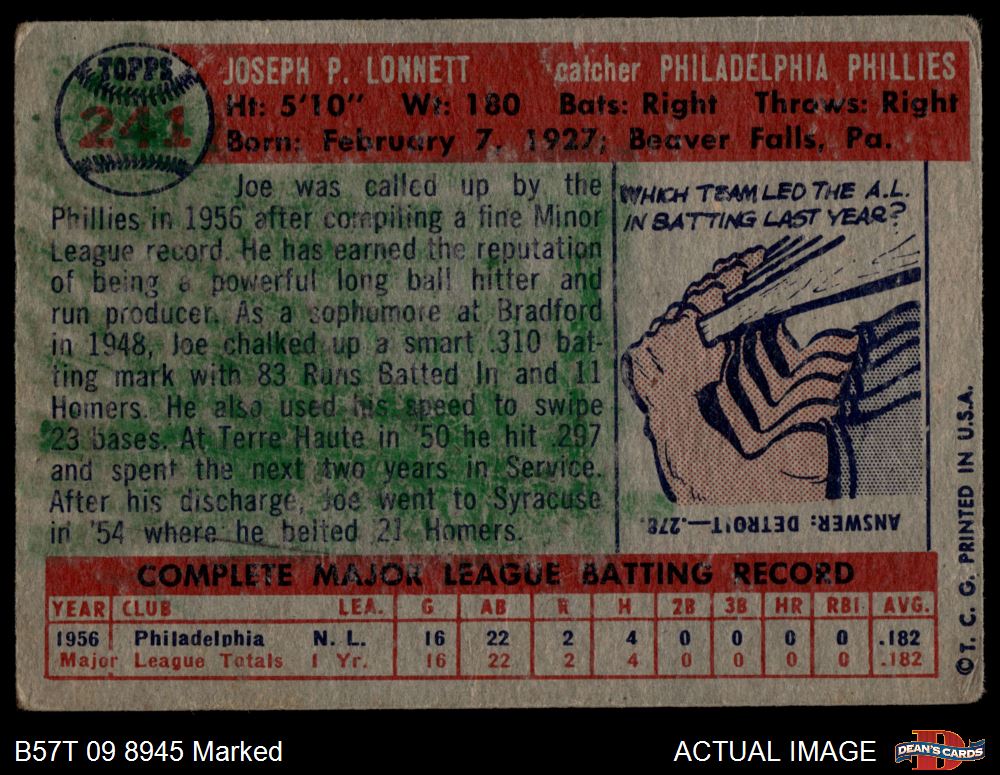 TOPPS
241
JOSEPH P. LONNETT catcher PHILADELPHIA PHILLIES
Ht: 5'10" Wt: 180 Bats: Right Throws: Right
Born: February 7, 1927; Beaver Falls, Pa.
Joe was called up by the
Phillies in 1956 after compiling a fine Minor
League record. He has earned the reputation
of being a powerful long ball hitter and
run producer. As a sophomore at Bradford
in 1948, Joe chalked up a smart .310 bat-
ting mark with 83 Runs Batted In and 11
Homers. He also used his speed to swipe
23 bases. At Terre Haute in '50 he hit .297
and spent the next two years in Service.
After his discharge, Joe went to Syracuse
in '54 where he belted 21 Homers.
WHICH TEAM LED THE A.L.
IN BATTING LAST YEAR?
ANSWER: DETROIT—.278.
©T. C. G. PRINTED IN U.S.A.
COMPLETE MAJOR LEAGUE BATTING RECORD
YEAR CLUB LEA. G AB R H 2B 3B HR RBI AVG.
1956 Philadelphia N. L. 16 22 2 4 0 0 0 0 .182
Major League Totals 1 Yr. 16 22 2 4 0 0 0 0 .182
B57T 09 8945 Marked
ACTUAL IMAGE
DEAN'S CARDS